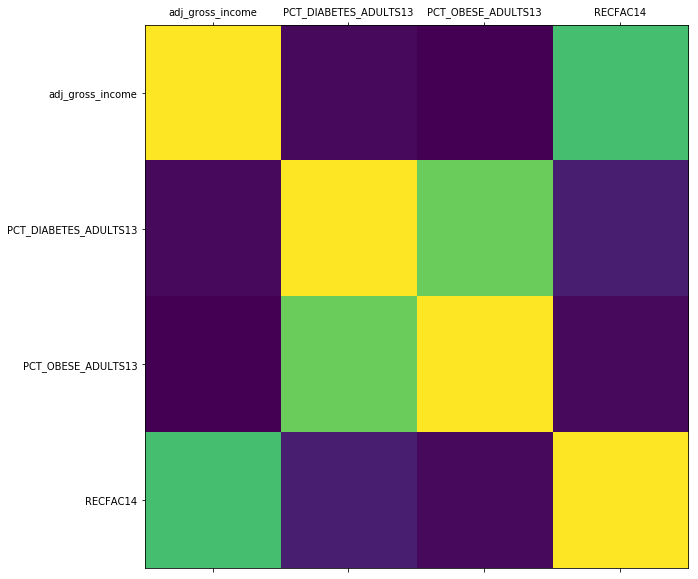 adj_gross_income PCT_DIABETES_ADULTS13 PCT_OBESE_ADULTS13 RECFAC14
adj_gross_income
PCT_DIABETES_ADULTS13
PCT_OBESE_ADULTS13
RECFAC14